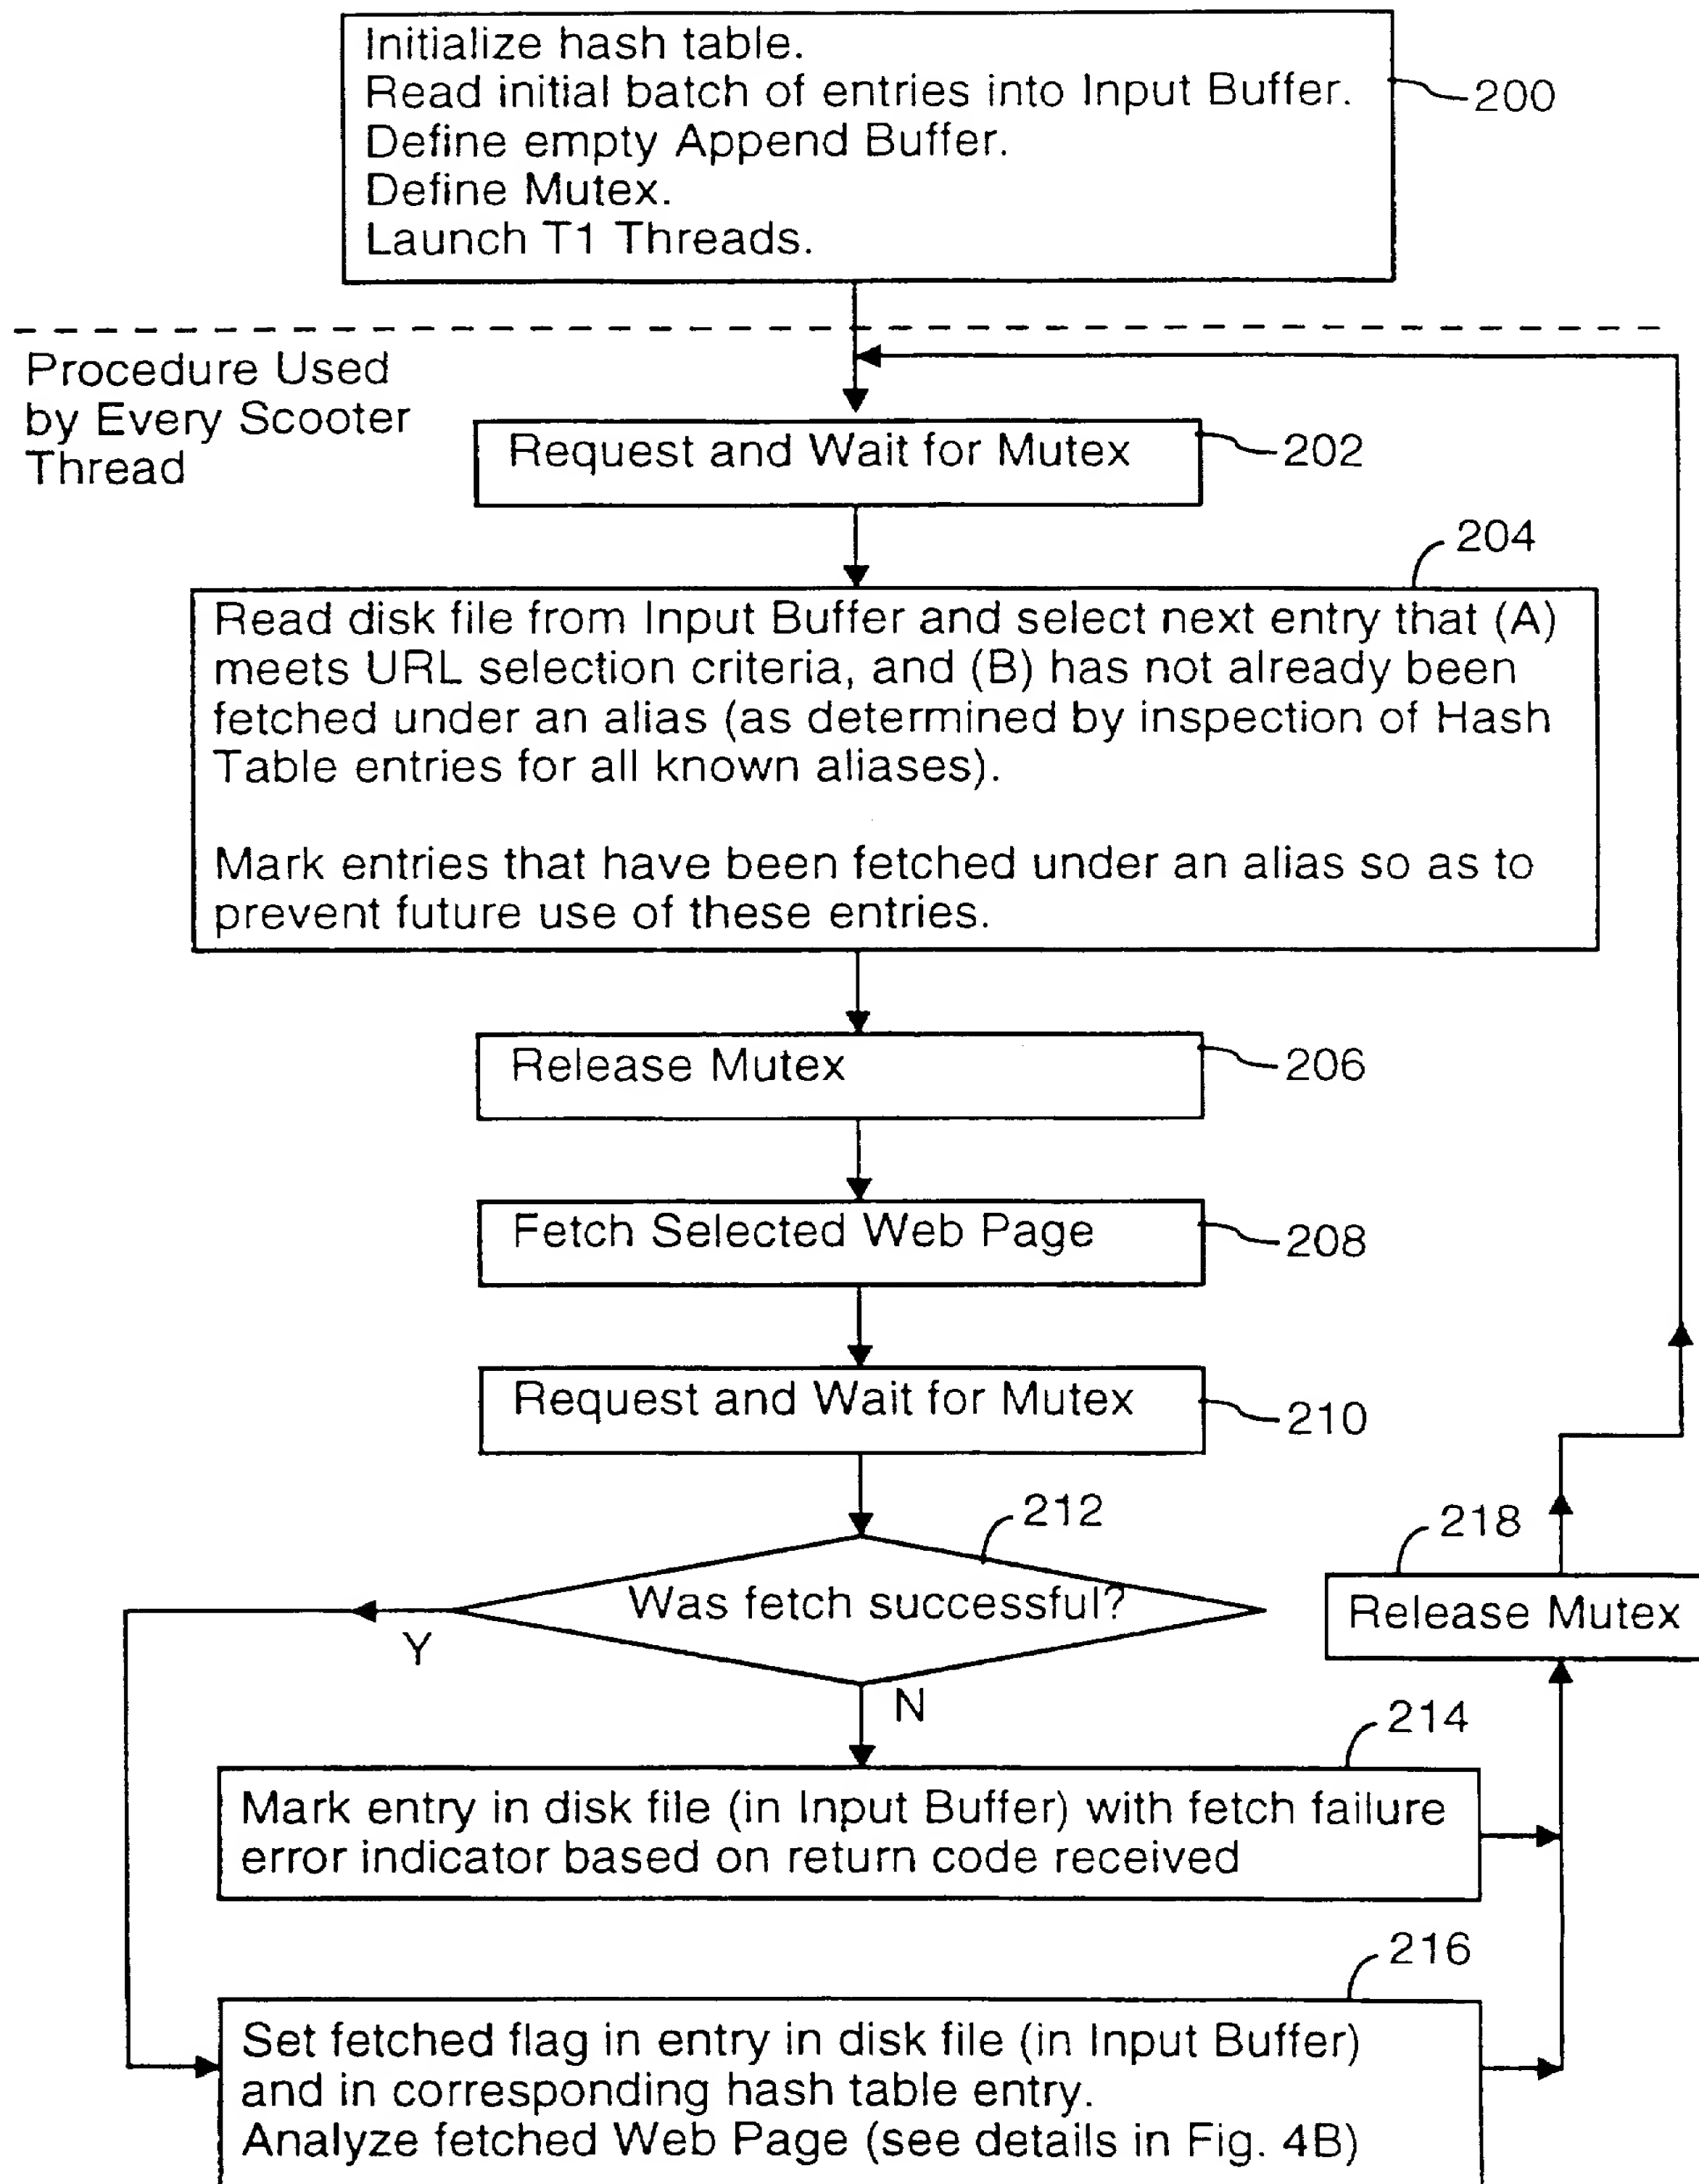 Initialize hash table.
Read initial batch of entries into Input Buffer.
Define empty Append Buffer.
Define Mutex.
Launch T1 Threads.
200
Procedure Used
by Every Scooter
Thread
Request and Wait for Mutex
202
204
Read disk file from Input Buffer and select next entry that (A)
meets URL selection criteria, and (B) has not already been
fetched under an alias (as determined by inspection of Hash
Table entries for all known aliases).
Mark entries that have been fetched under an alias so as to
prevent future use of these entries.
Release Mutex
206
Fetch Selected Web Page
208
Request and Wait for Mutex
210
212
Was fetch successful?
Y
N
218
Release Mutex
214
Mark entry in disk file (in Input Buffer) with fetch failure
error indicator based on return code received
216
Set fetched flag in entry in disk file (in Input Buffer)
and in corresponding hash table entry.
Analyze fetched Web Page (see details in Fig. 4B)